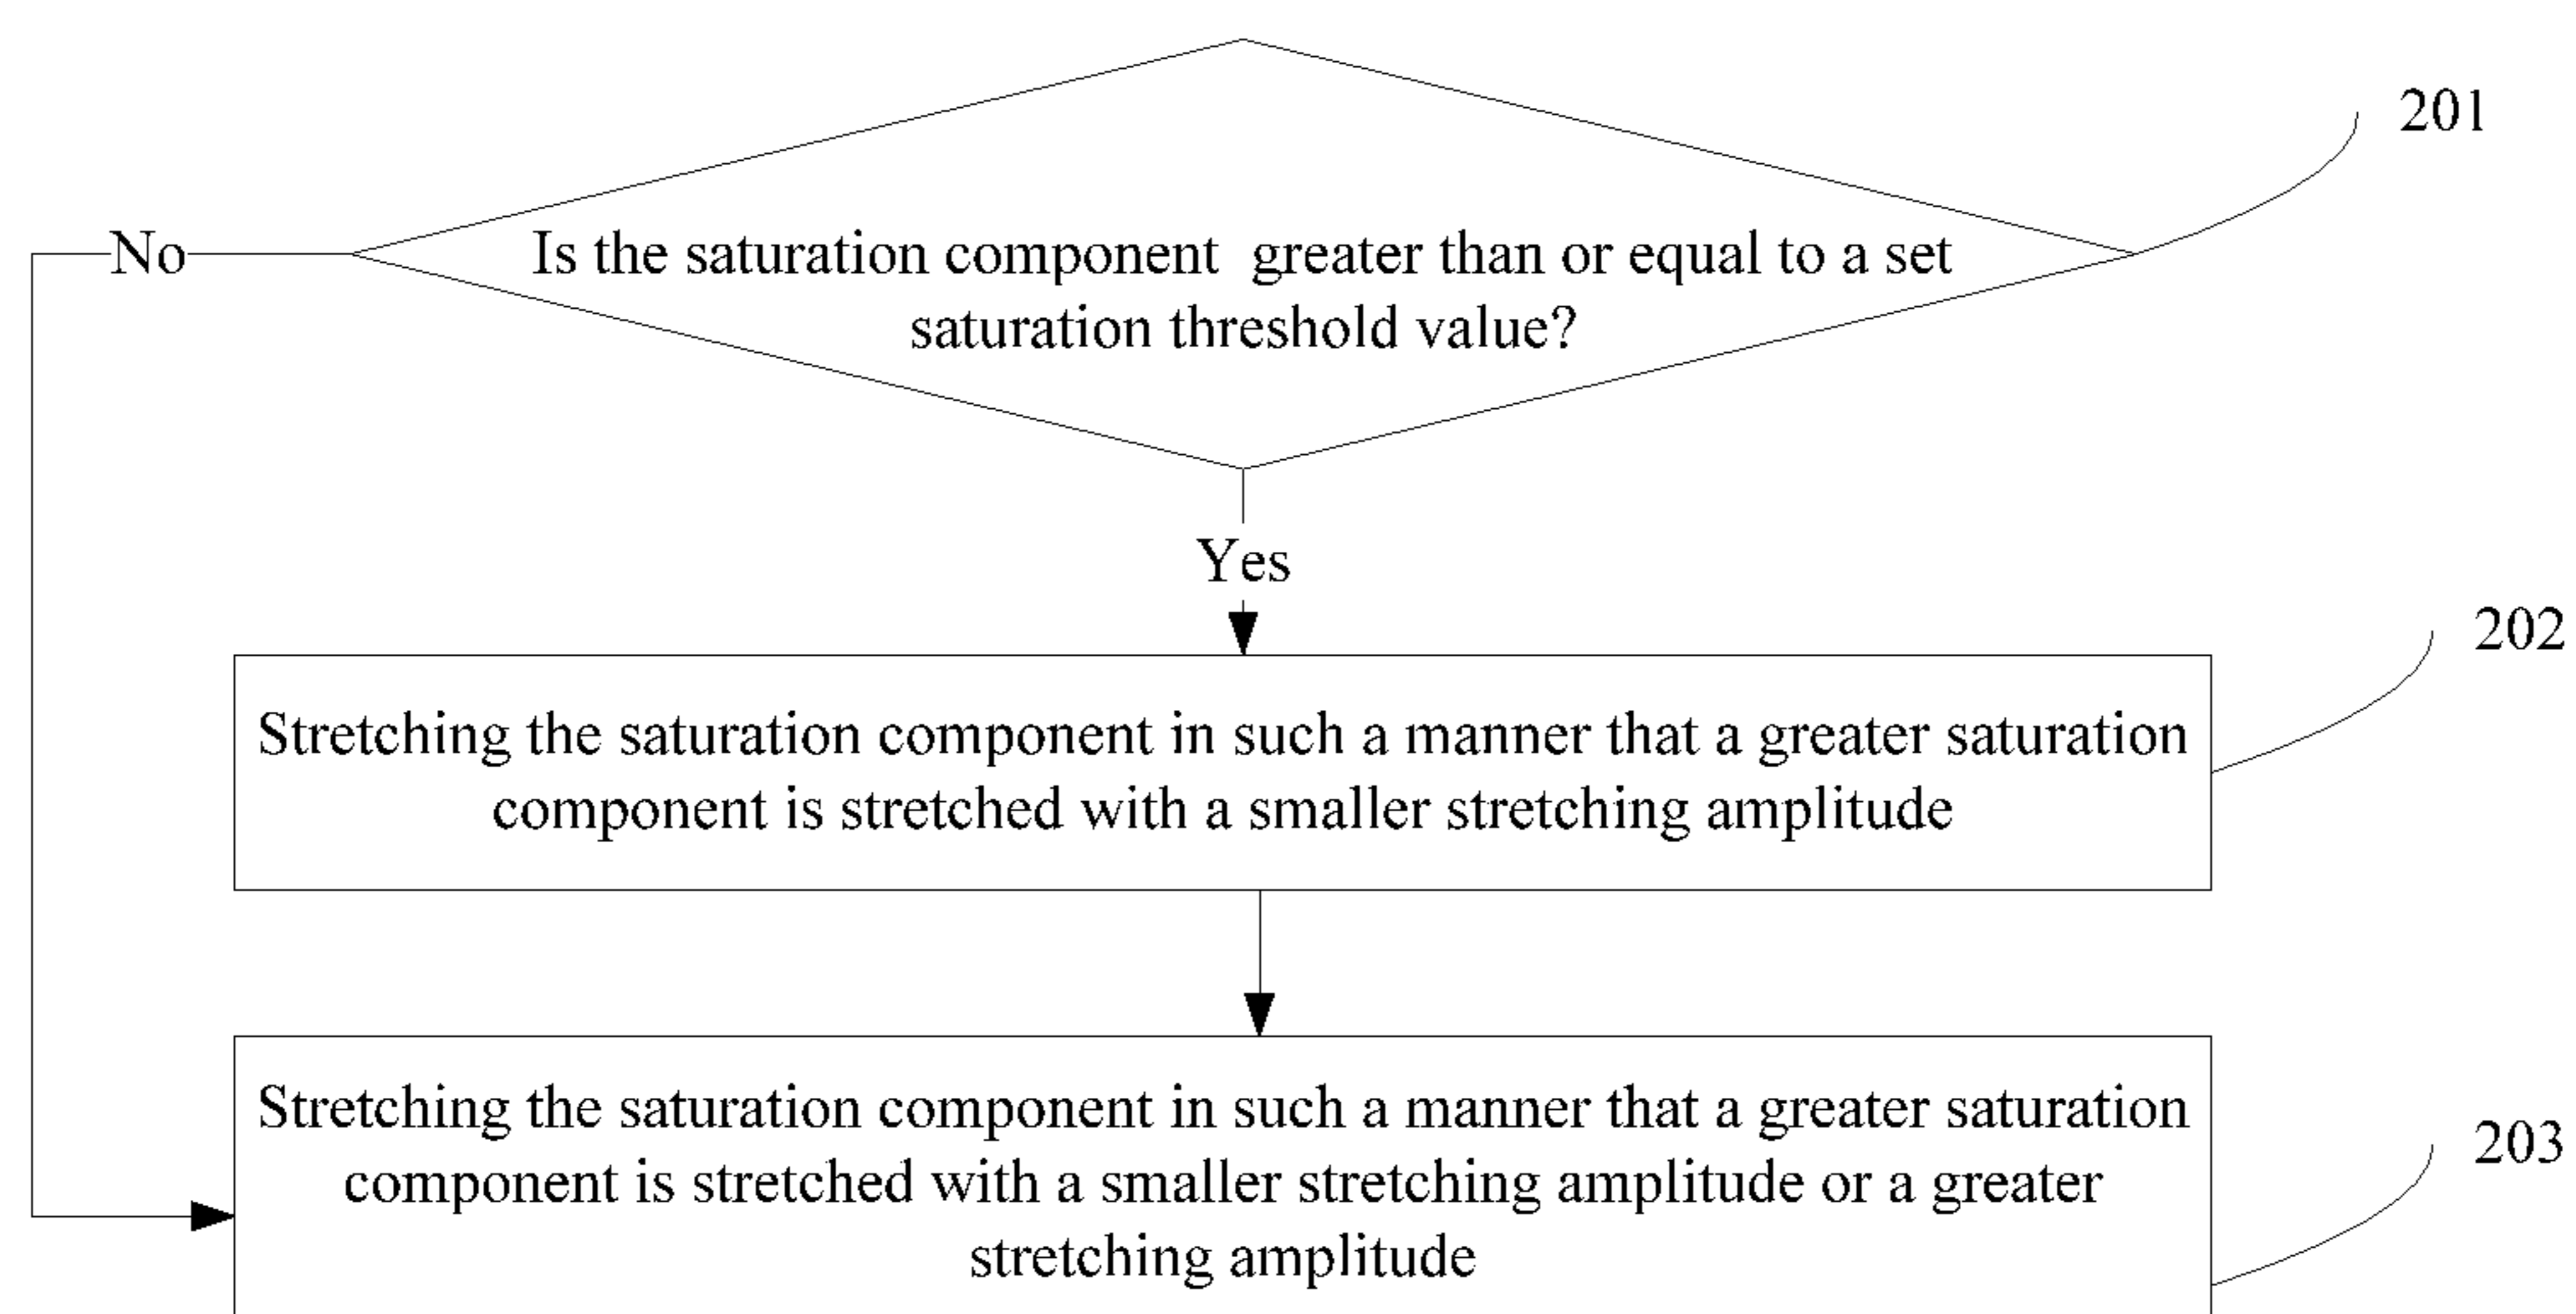 201
No
Is the saturation component greater than or equal to a set
saturation threshold value?
Yes
202
Stretching the saturation component in such a manner that a greater saturation
component is stretched with a smaller stretching amplitude
Stretching the saturation component in such a manner that a greater saturation
203
component is stretched with a smaller stretching amplitude or a greater
stretching amplitude